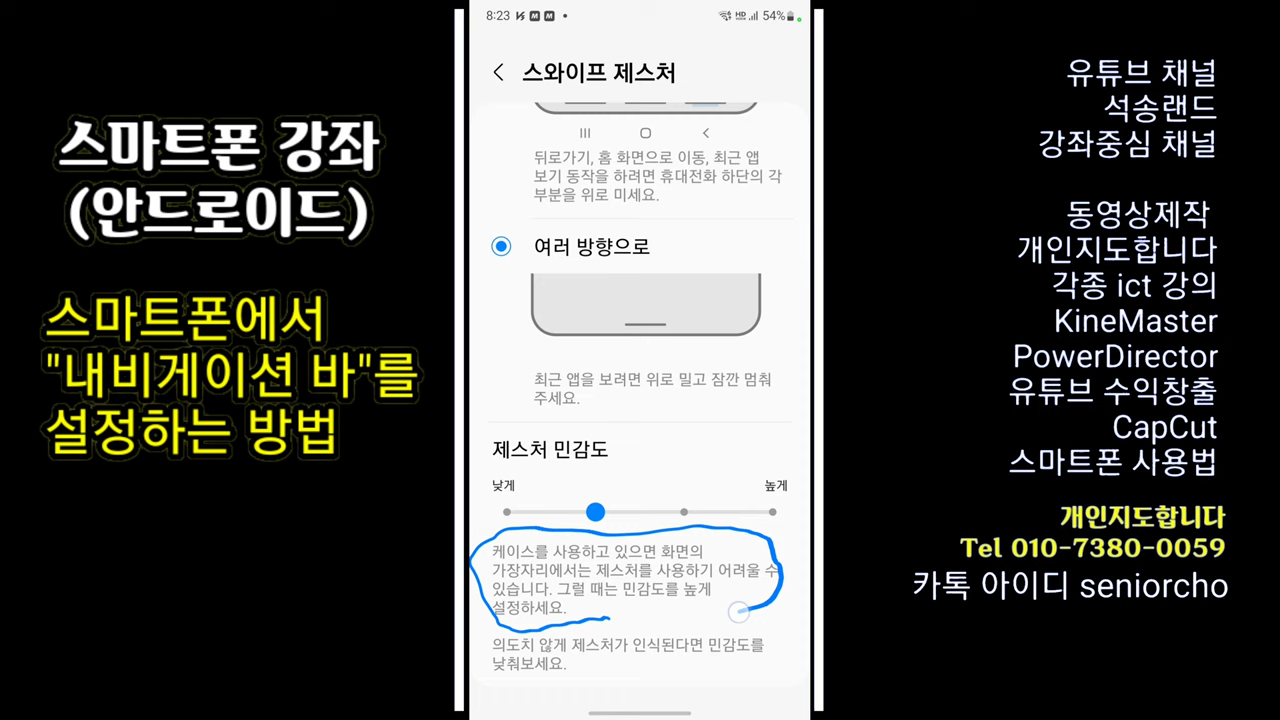 스마트폰 강좌
(안드로이드)
스마트폰에서
"내비게이션 바"를
설정하는 방법
8:23
HD
54%
스와이프 제스처
뒤로가기, 홈 화면으로 이동, 최근 앱
보기 동작을 하려면 휴대전화 하단의 각
부분을 위로 미세요.
여러 방향으로
최근 앱을 보려면 위로 밀고 잠깐 멈춰
주세요.
제스처 민감도
낮게 높게
케이스를 사용하고 있으면 화면의
가장자리에서는 제스처를 사용하기 어려울 수
있습니다. 그럴 때는 민감도를 높게
설정하세요.
의도치 않게 제스처가 인식된다면 민감도를
낮춰보세요.
유튜브 채널
석송랜드
강좌중심 채널
동영상제작
개인지도합니다
각종 ict 강의
KineMaster
PowerDirector
유튜브 수익창출
CapCut
스마트폰 사용법
개인지도합니다
Tel 010-7380-0059
카톡 아이디 seniorcho